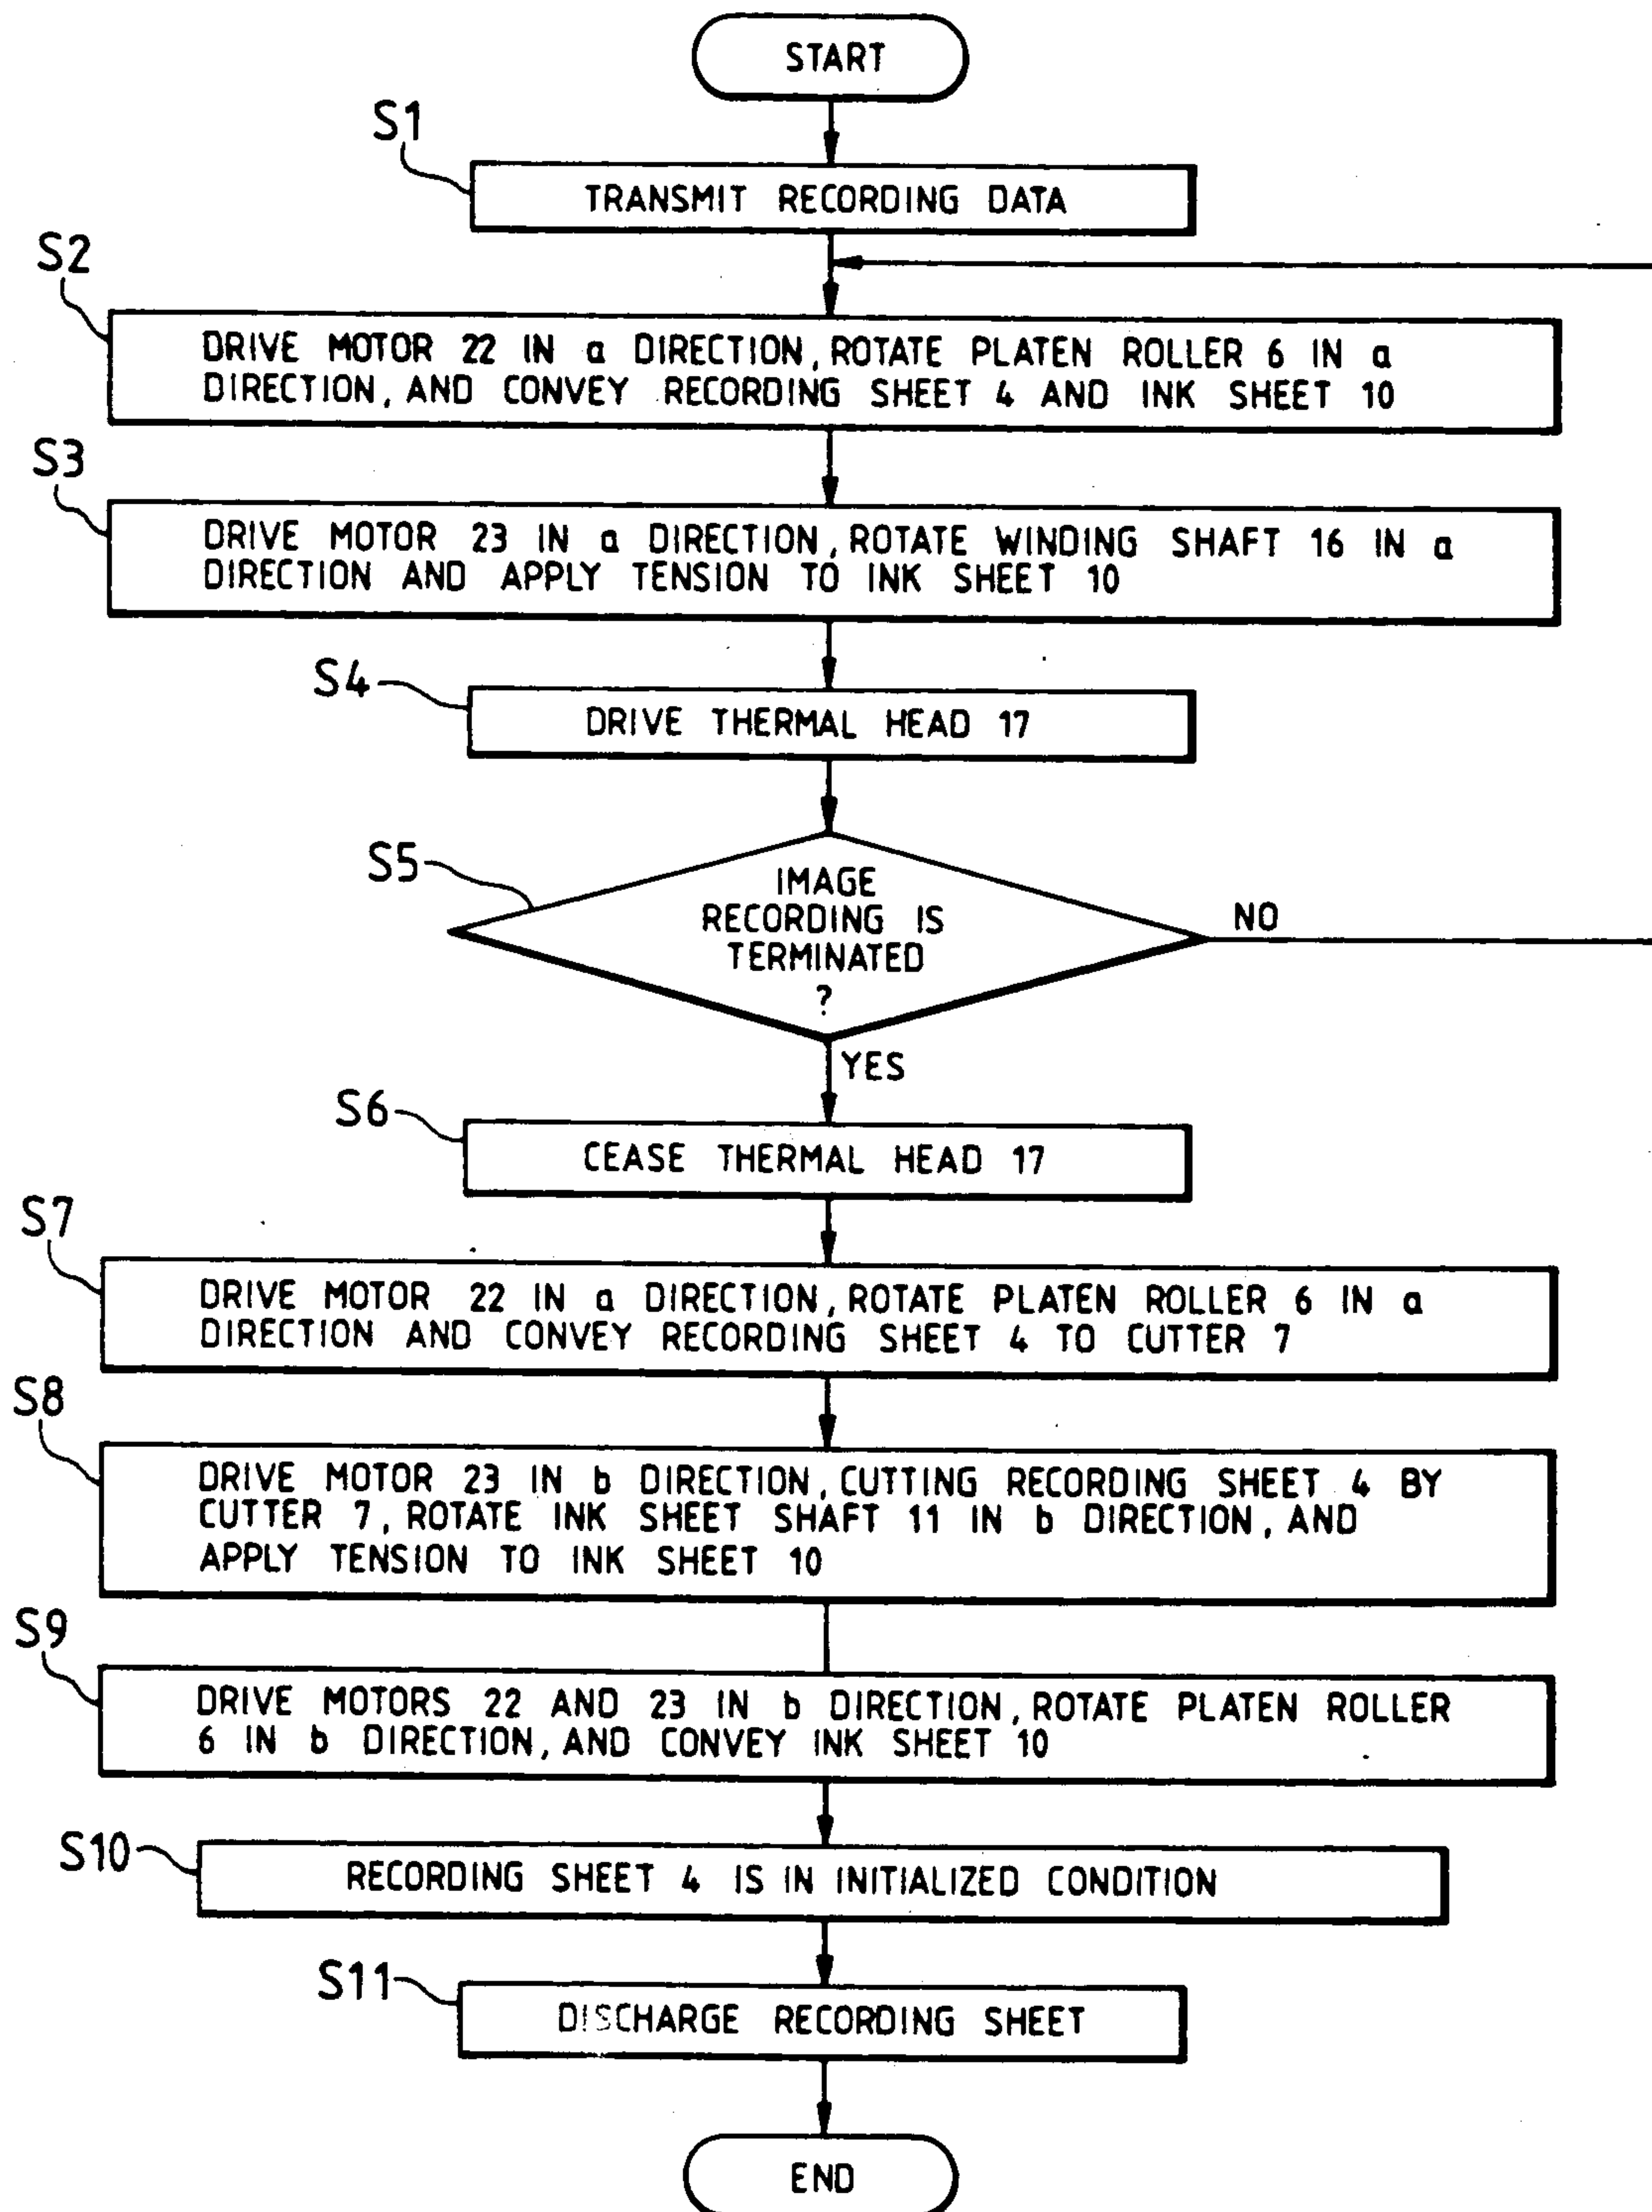 START
S1
TRANSMIT RECORDING DATA
S2
DRIVE MOTOR 22 IN a DIRECTION, ROTATE PLATEN ROLLER 6 IN a
DIRECTION, AND CONVEY RECORDING SHEET 4 AND INK SHEET 10
S3
DRIVE MOTOR 23 IN a DIRECTION, ROTATE WINDING SHAFT 16 IN a
DIRECTION AND APPLY TENSION TO INK SHEET 10
S4
DRIVE THERMAL HEAD 17
S5
IMAGE
RECORDING IS
TERMINATED
?
NO
YES
S6
CEASE THERMAL HEAD 17
S7
DRIVE MOTOR 22 IN a DIRECTION, ROTATE PLATEN ROLLER 6 IN a
DIRECTION AND CONVEY RECORDING SHEET 4 TO CUTTER 7
S8
DRIVE MOTOR 23 IN b DIRECTION, CUTTING RECORDING SHEET 4 BY
CUTTER 7, ROTATE INK SHEET SHAFT 11 IN b DIRECTION, AND
APPLY TENSION TO INK SHEET 10
S9
DRIVE MOTORS 22 AND 23 IN b DIRECTION, ROTATE PLATEN ROLLER
6 IN b DIRECTION, AND CONVEY INK SHEET 10
S10
RECORDING SHEET 4 IS IN INITIALIZED CONDITION
S11
DISCHARGE RECORDING SHEET
END